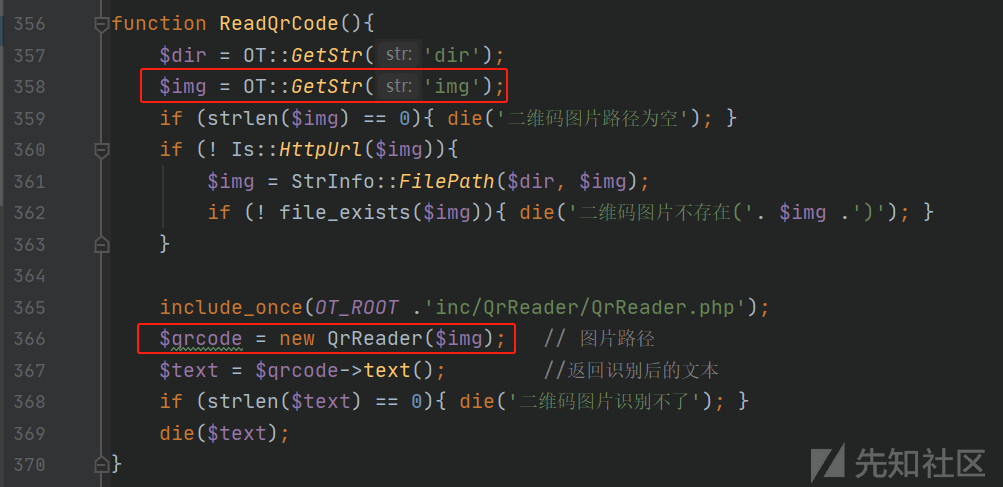 356 function ReadQrCode(){
357 $dir = OT::GetStr( str: 'dir');
358 $img = OT::GetStr( str: 'img');
359 if (strlen($img) == 0){ die('二维码图片路径为空'); }
360 if (! Is::HttpUrl($img)){
361 $img = StrInfo::FilePath($dir, $img);
362 if (! file_exists($img)){ die('二维码图片不存在('. $img .')'); }
363 }
364
365 include_once(OT_ROOT .'inc/QrReader/QrReader.php');
366 $qrcode = new QrReader($img); // 图片路径
367 $text = $qrcode->text(); //返回识别后的文本
368 if (strlen($text) == 0){ die('二维码图片识别不了'); }
369 die($text);
370 }
先知社区